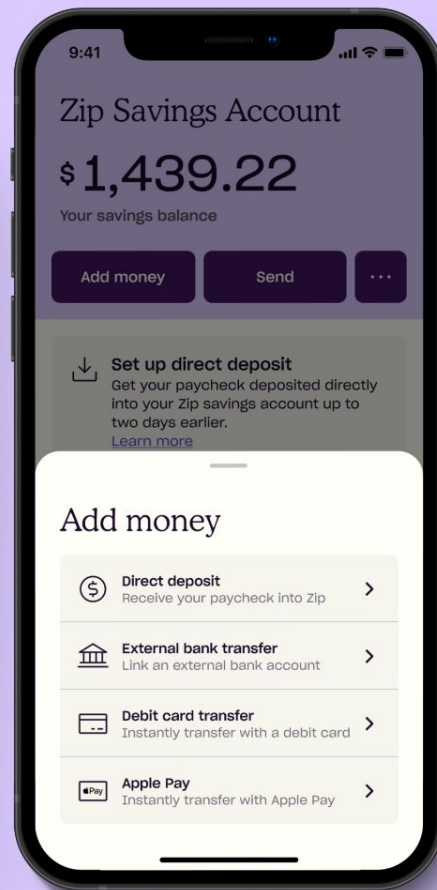 9:41
Zip Savings Account
$1,439.22
Your savings balance
Add money
Send
...
Set up direct deposit
Get your paycheck deposited directly
into your Zip savings account up to
two days earlier.
Learn more
Add money
Direct deposit
Receive your paycheck into Zip
External bank transfer
Link an external bank account
Debit card transfer
Instantly transfer with a debit card
Pay
Apple Pay
Instantly transfer with Apple Pay